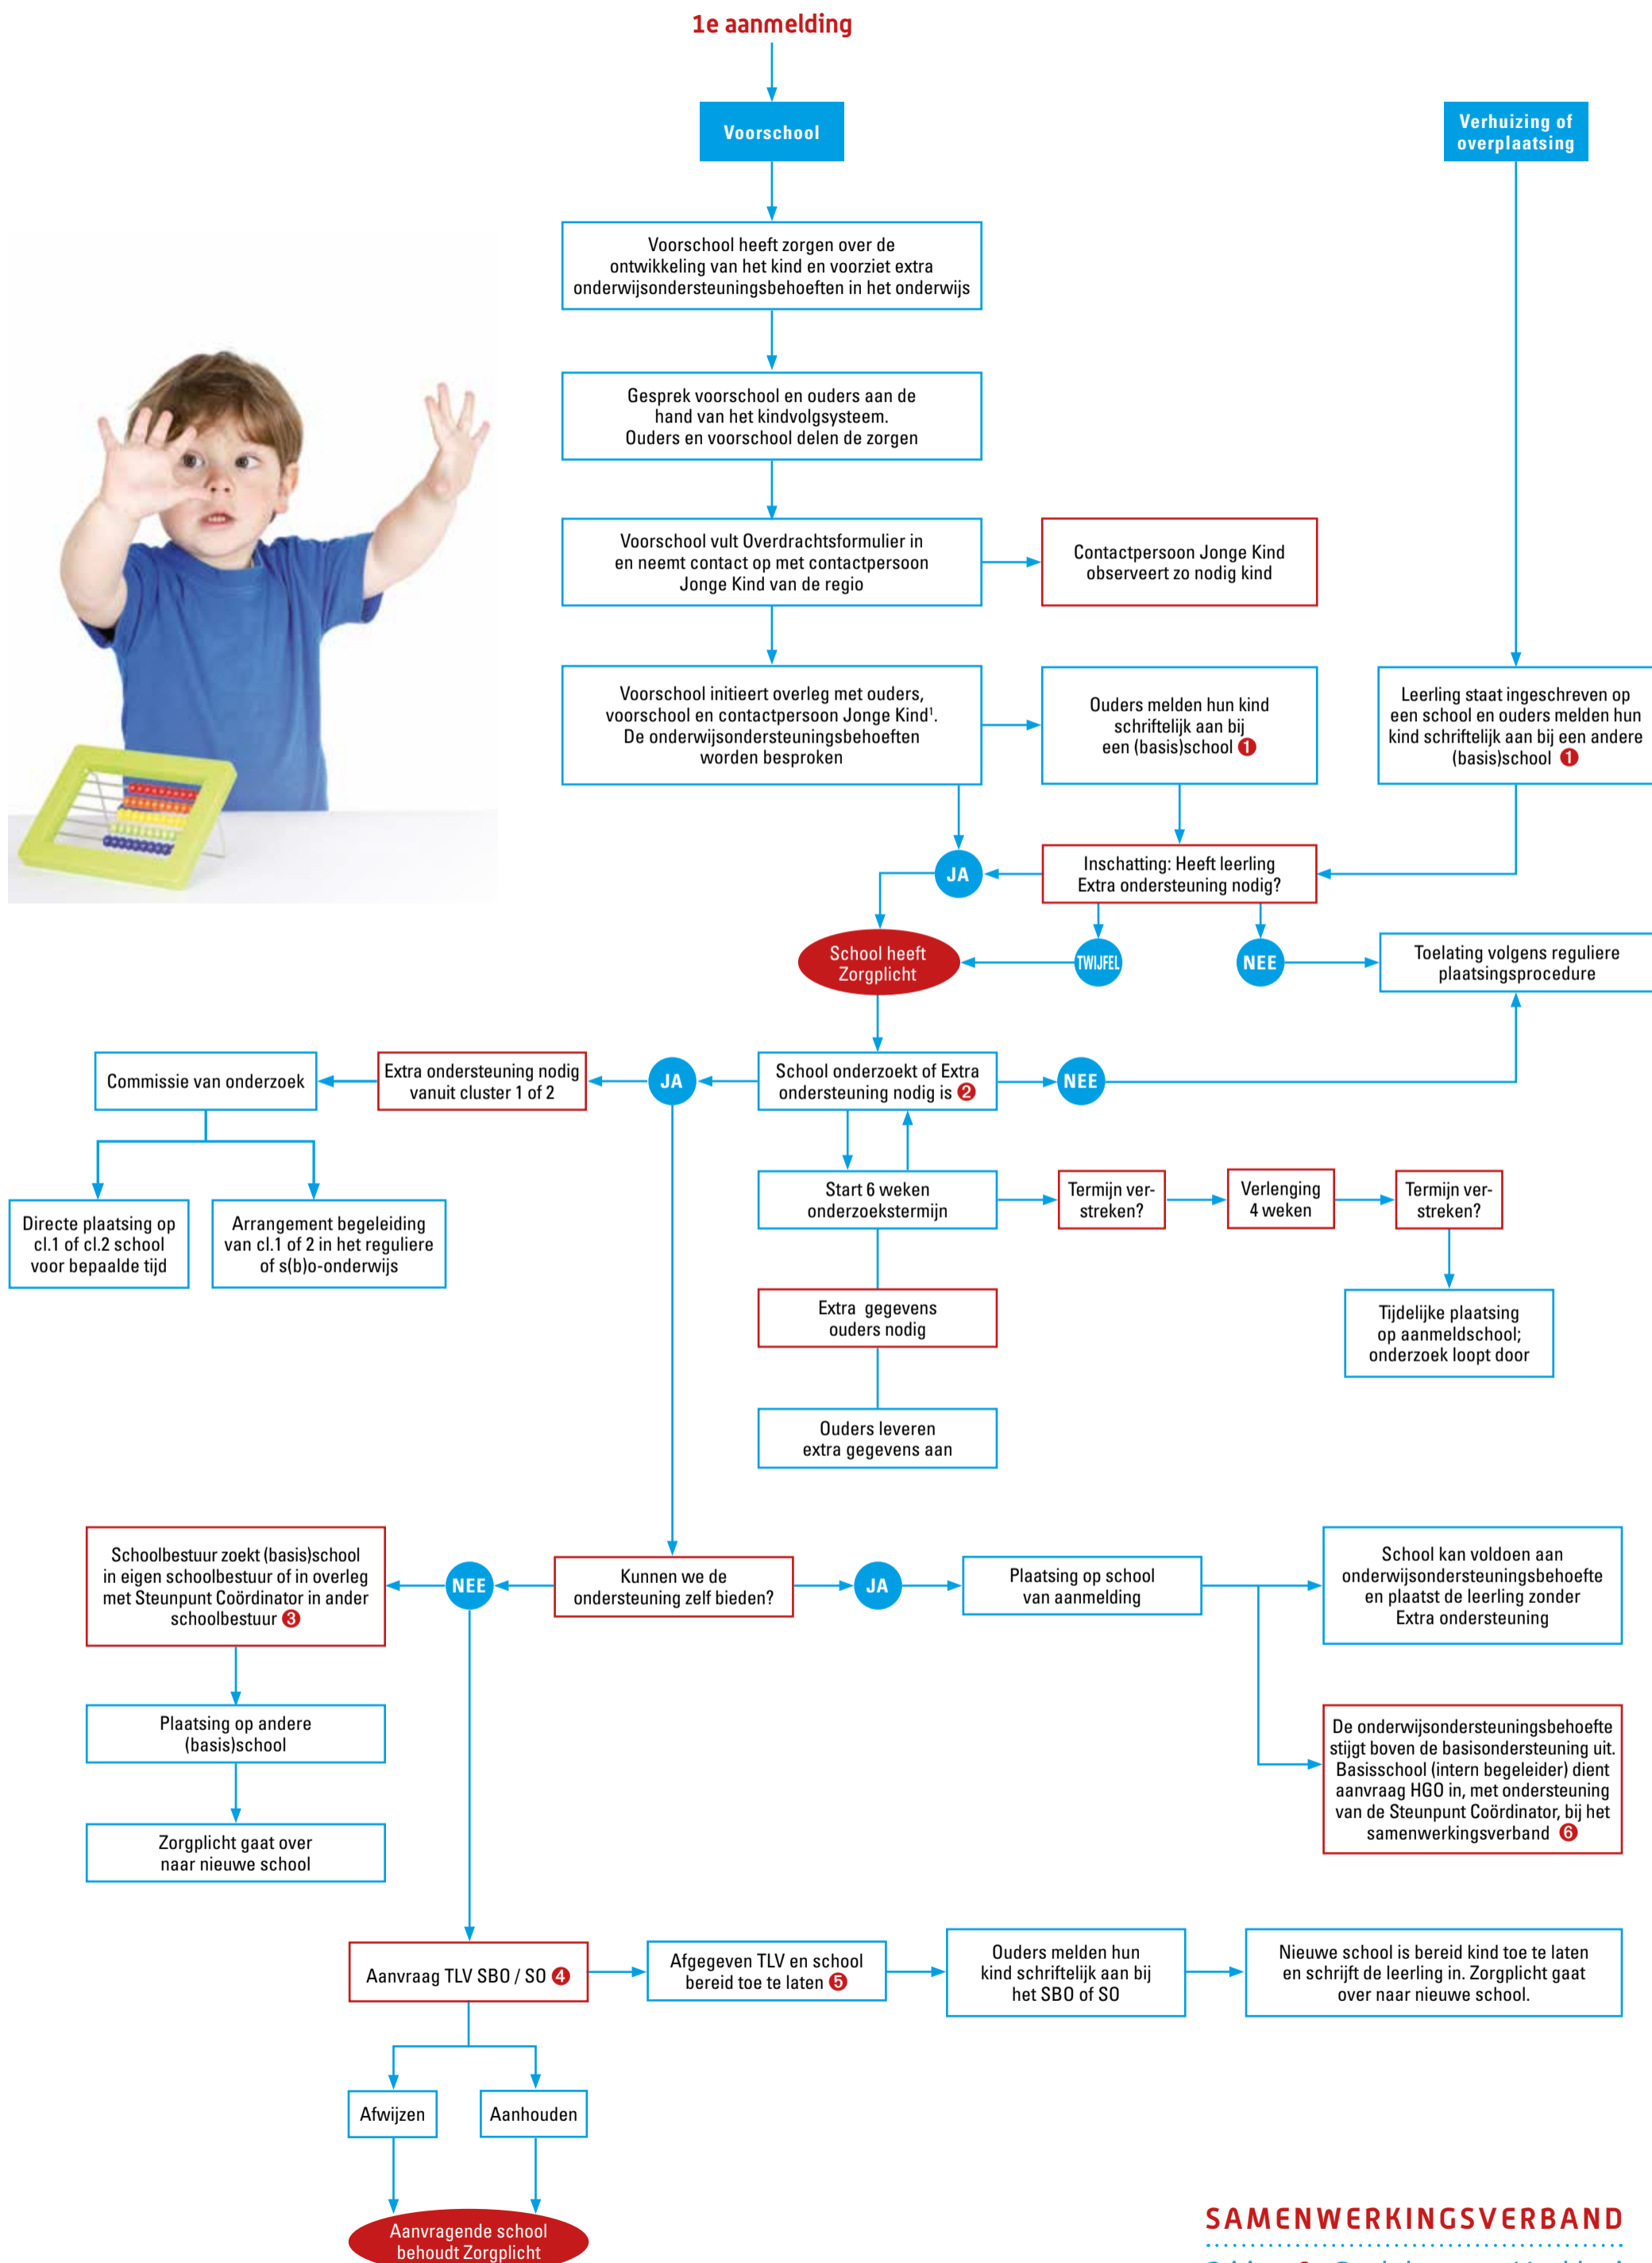 1e aanmelding
Voorschool
Verhuizing of
overplaatsing
Voorschool heeft zorgen over de
ontwikkeling van het kind en voorziet extra
onderwijsondersteuningsbehoeften in het onderwijs
Gesprek voorschool en ouders aan de
hand van het kindvolgsysteem.
Ouders en voorschool delen de zorgen
Voorschool vult Overdrachtsformulier in
en neemt contact op met contactpersoon
Jonge Kind van de regio
Contactpersoon Jonge Kind
observeert zo nodig kind
Voorschool initieert overleg met ouders,
voorschool en contactpersoon Jonge Kind¹.
De onderwijsondersteuningsbehoeften
worden besproken
Ouders melden hun kind
schriftelijk aan bij
een (basis)school ❶
Leerling staat ingeschreven op
een school en ouders melden hun
kind schriftelijk aan bij een andere
(basis)school ❶
JA
Inschatting: Heeft leerling
Extra ondersteuning nodig?
School heeft
Zorgplicht
TWIJFEL
NEE
Toelating volgens reguliere
plaatsingsprocedure
Commissie van onderzoek
Extra ondersteuning nodig
vanuit cluster 1 of 2
JA
School onderzoekt of Extra
ondersteuning nodig is ❷
NEE
Directe plaatsing op
cl.1 of cl.2 school
voor bepaalde tijd
Arrangement begeleiding
van cl.1 of 2 in het reguliere
of s(b)o-onderwijs
Start 6 weken
onderzoekstermijn
Termijn ver-
streken?
Verlenging
4 weken
Termijn ver-
streken?
Extra gegevens
ouders nodig
Tijdelijke plaatsing
op aanmeldschool;
onderzoek loopt door
Ouders leveren
extra gegevens aan
Schoolbestuur zoekt (basis)school
in eigen schoolbestuur of in overleg
met Steunpunt Coördinator in ander
schoolbestuur ❸
NEE
Kunnen we de
ondersteuning zelf bieden?
JA
Plaatsing op school
van aanmelding
School kan voldoen aan
onderwijsondersteuningsbehoefte
en plaatst de leerling zonder
Extra ondersteuning
Plaatsing op andere
(basis)school
De onderwijsondersteuningsbehoefte
stijgt boven de basisondersteuning uit.
Basisschool (intern begeleider) dient
aanvraag HGO in, met ondersteuning
van de Steunpunt Coördinator, bij het
samenwerkingsverband ❻
Zorgplicht gaat over
naar nieuwe school
Aanvraag TLV SBO / SO ❹
Afgegeven TLV en school
bereid toe te laten ❺
Ouders melden hun
kind schriftelijk aan bij
het SBO of SO
Nieuwe school is bereid kind toe te laten
en schrijft de leerling in. Zorgplicht gaat
over naar nieuwe school.
Afwijzen
Aanhouden
Aanvragende school
behoudt Zorgplicht
SAMENWERKINGSVERBAND